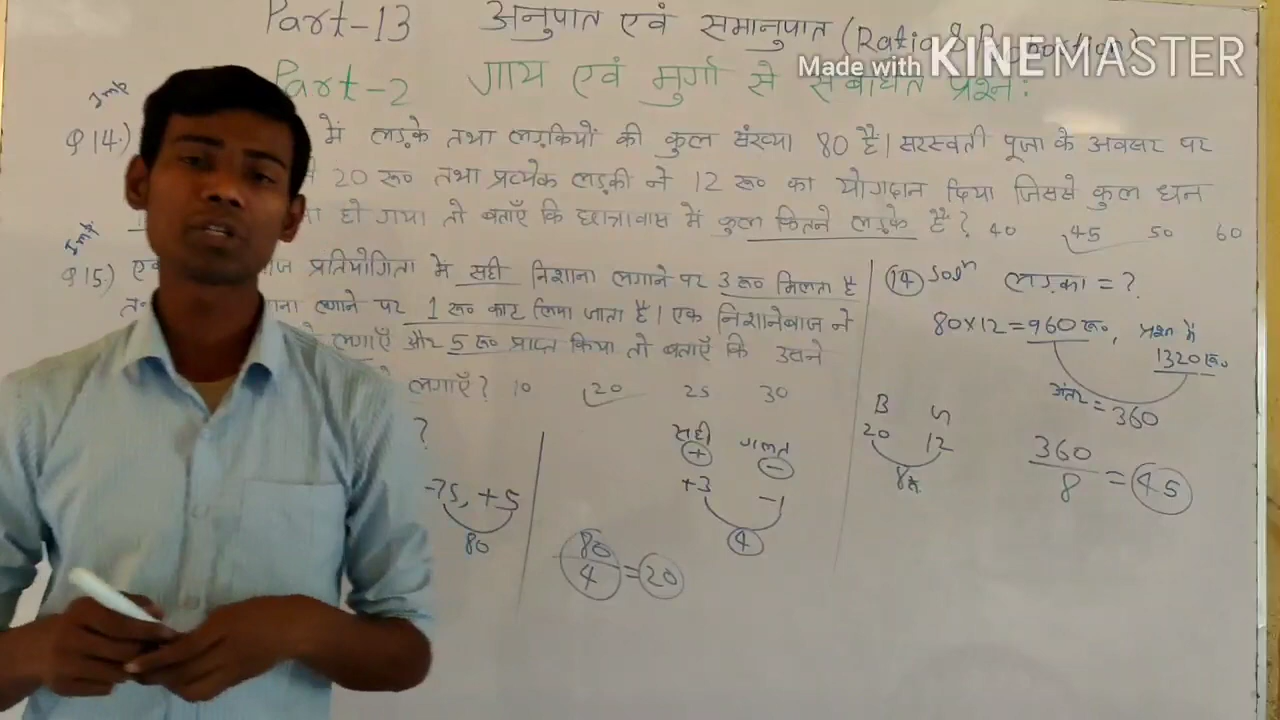 Part-13 अनुपात एवं समानुपात (Ratio & Proportion)
Made with KINEMASTER
Part-2 गाय एवं मुर्गा से संबंधित प्रश्न:
Imp
Q 14.) में लड़के तथा लड़कियों की कुल संख्या 80 है। सरस्वती पूजा के अवसर पर
20 रू० तथा प्रत्येक लड़की ने 12 रू० का योगदान दिया जिससे कुल धन
हो गया तो बताएँ कि छात्रावास में कुल कितने लड़के है? 40 45 50 60
Imp
Q 15.) प्रतियोगिता में सही निशाना लगाने पर 3 रू० मिलता है
लगाने पर 1 रू० काट लिया जाता है। एक निशानेबाज ने
लगाएँ और 5 रू० प्राप्त किया तो बताएँ कि उसने
लगाएँ? 10 20 25 30
?
-75, +5
80
सही गलत
+ -
+3 -1
4
80/4 = 20
14 Solⁿ लड़का = ?
80×12 = 960 रू०, प्रश्न में
1320 रू०
अंतर = 360
B G
20 12
8
360/8 = 45